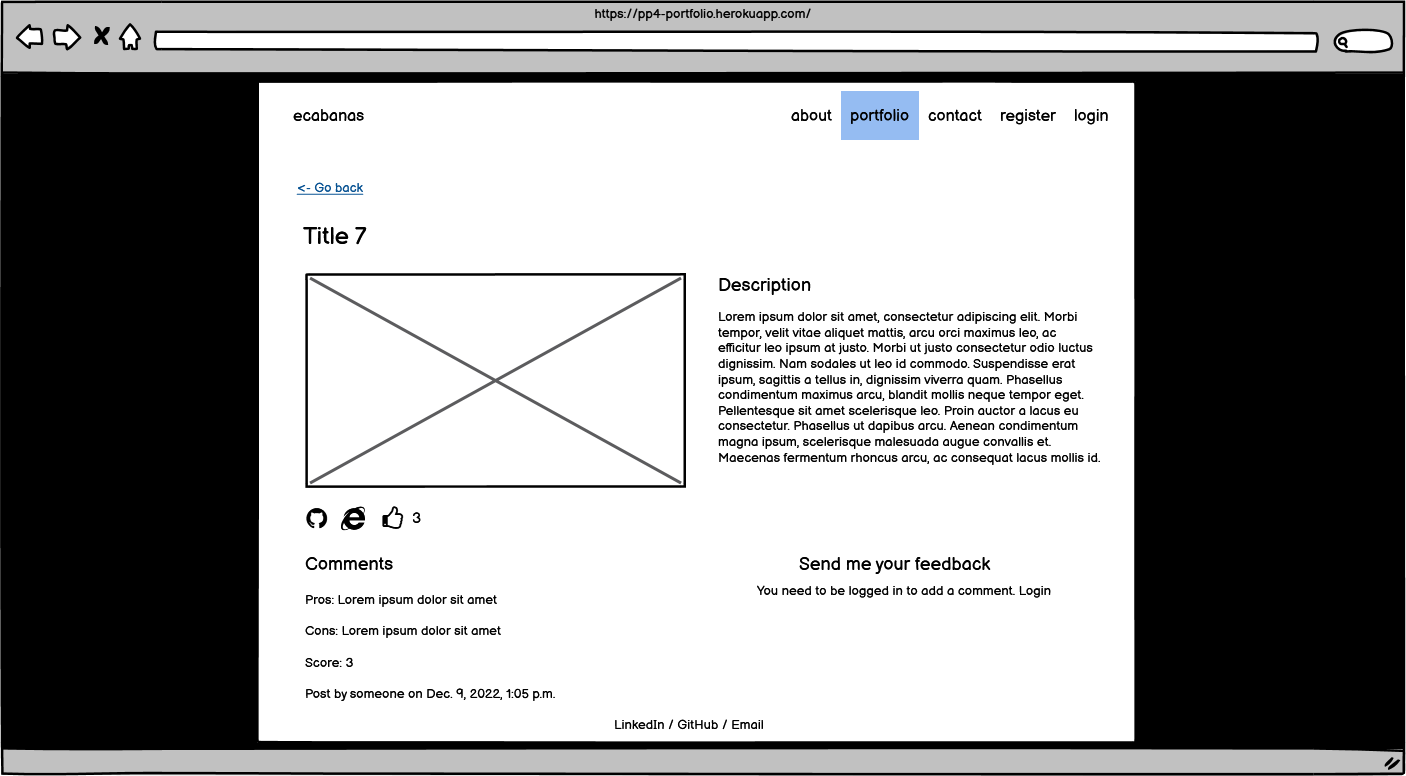 https://pp4-portfolio.herokuapp.com/
ecabanas
about portfolio contact register login
<- Go back
Title 7
Description
Lorem ipsum dolor sit amet, consectetur adipiscing elit. Morbi
tempor, velit vitae aliquet mattis, arcu orci maximus leo, ac
efficitur leo ipsum at justo. Morbi ut justo consectetur odio luctus
dignissim. Nam sodales ut leo id commodo. Suspendisse erat
ipsum, sagittis a tellus in, dignissim viverra quam. Phasellus
condimentum maximus arcu, blandit mollis neque tempor eget.
Pellentesque sit amet scelerisque leo. Proin auctor a lacus eu
consectetur. Phasellus ut dapibus arcu. Aenean condimentum
magna ipsum, scelerisque malesuada augue convallis et.
Maecenas fermentum rhoncus arcu, ac consequat lacus mollis id.
3
Comments
Pros: Lorem ipsum dolor sit amet
Cons: Lorem ipsum dolor sit amet
Score: 3
Post by someone on Dec. 9, 2022, 1:05 p.m.
Send me your feedback
You need to be logged in to add a comment. Login
LinkedIn / GitHub / Email